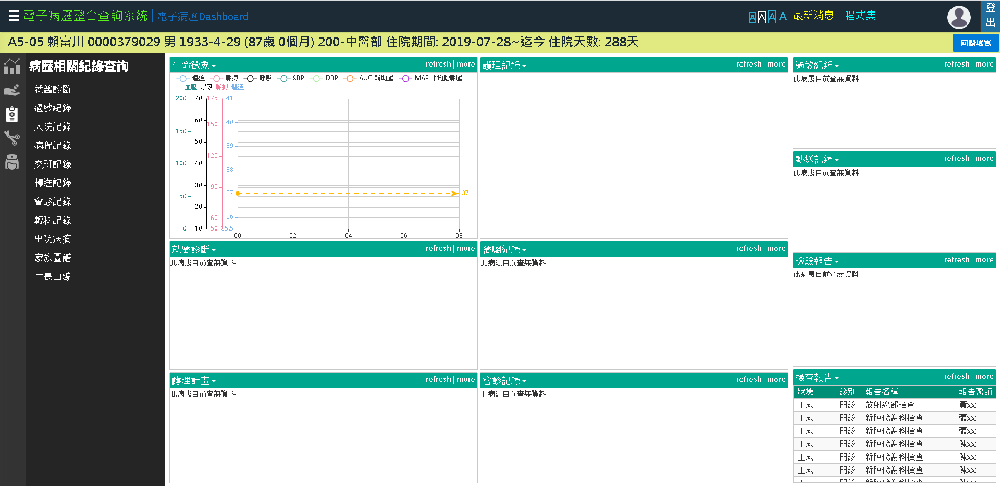 電子病歷整合查詢系統 | 電子病歷Dashboard
A A A A 最新消息 程式集
登出
A5-05 賴富川 0000379029 男 1933-4-29 (87歲 0個月) 200-中醫部 住院期間: 2019-07-28~迄今 住院天數: 288天
回饋填寫
病歷相關紀錄查詢
就醫診斷
過敏紀錄
入院記錄
病程記錄
交班記錄
轉送記錄
會診記錄
轉科記錄
出院病摘
家族圖譜
生長曲線
生命徵象 refresh | more
體溫 脈搏 呼吸 SBP DBP AUG 輔助壓 MAP 平均動脈壓
血壓 呼吸 脈搏 體溫
200 70 175 41
60 40
150 150
50 39
120
100 40 38
30 90
50 37 37
20 36
60
0 10 50 35.5
00 02 04 06 08
護理記錄 refresh | more
過敏紀錄 refresh | more
此病患目前查無資料
轉送記錄 refresh | more
此病患目前查無資料
就醫診斷 refresh | more
此病患目前查無資料
醫囑紀錄 refresh | more
此病患目前查無資料
檢驗報告 refresh | more
此病患目前查無資料
護理計畫 refresh | more
此病患目前查無資料
會診記錄 refresh | more
此病患目前查無資料
檢查報告 refresh | more
狀態 診別 報告名稱 報告醫師
正式 門診 放射線部檢查 黃xx
正式 門診 新陳代謝科檢查 張xx
正式 門診 新陳代謝科檢查 張xx
正式 門診 新陳代謝科檢查 陳xx
正式 門診 新陳代謝科檢查 陳xx
正式 門診 新陳代謝科檢查 陳xx
正式 門診 新陳代謝科檢查 陳xx